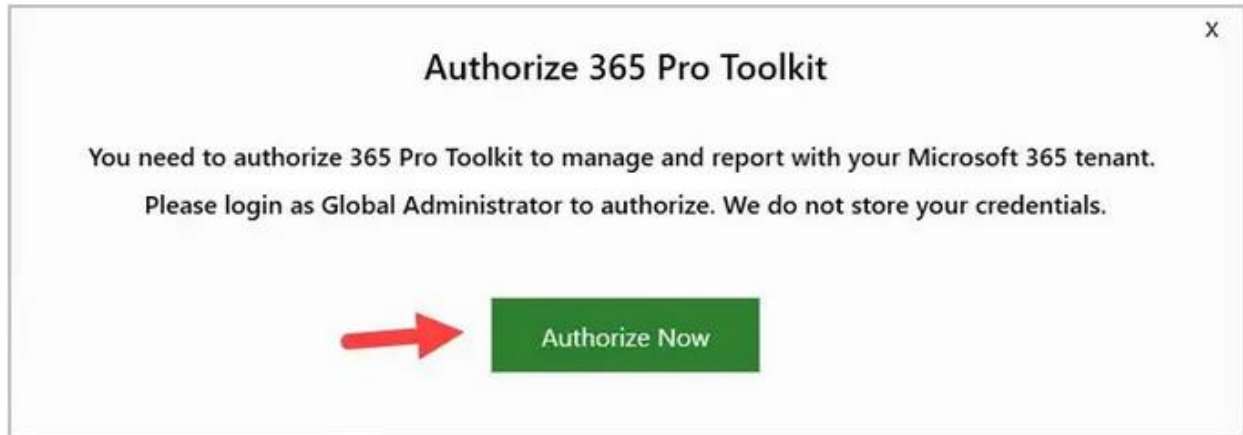 X
Authorize 365 Pro Toolkit
You need to authorize 365 Pro Toolkit to manage and report with your Microsoft 365 tenant.
Please login as Global Administrator to authorize. We do not store your credentials.
Authorize Now